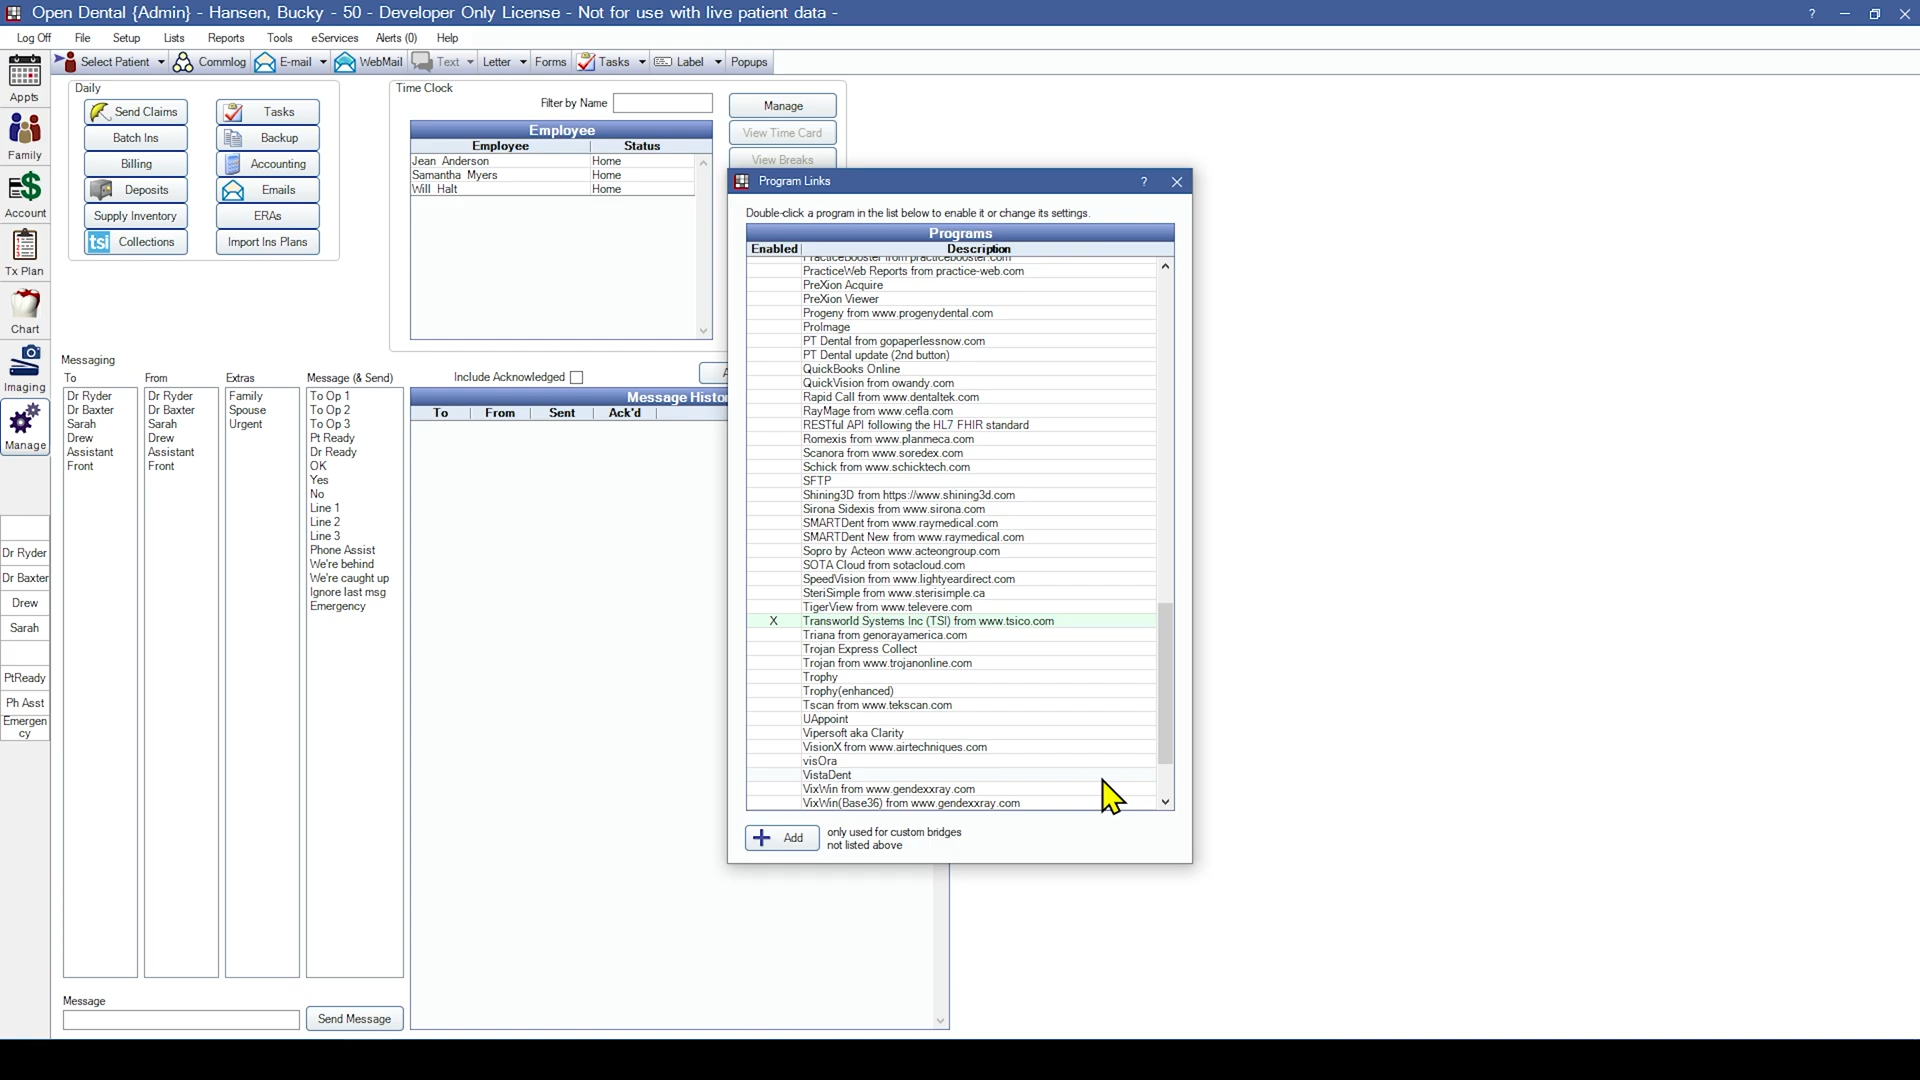 Open Dental {Admin} - Hansen, Bucky - 50 - Developer Only License - Not for use with live patient data -
Log Off File Setup Lists Reports Tools eServices Alerts (0) Help
Select Patient Commlog E-mail WebMail Text Letter Forms Tasks Label Popups
Appts
Family
Account
Tx Plan
Chart
Imaging
Manage
Dr Ryder
Dr Baxter
Drew
Sarah
PtReady
Ph Asst
Emergen
cy
Daily
Send Claims Tasks
Batch Ins Backup
Billing Accounting
Deposits Emails
Supply Inventory ERAs
tsi Collections Import Ins Plans
Time Clock
Filter by Name
Manage
View Time Card
View Breaks
Employee
Employee Status
Jean Anderson Home
Samantha Myers Home
Will Halt Home
Messaging
To From Extras Message (& Send)
Dr Ryder
Dr Baxter
Sarah
Drew
Assistant
Front
Dr Ryder
Dr Baxter
Sarah
Drew
Assistant
Front
Family
Spouse
Urgent
To Op 1
To Op 2
To Op 3
Pt Ready
Dr Ready
OK
Yes
No
Line 1
Line 2
Line 3
Phone Assist
We're behind
We're caught up
Ignore last msg
Emergency
Include Acknowledged
Message Histo
To From Sent Ack'd
Message
Send Message
Program Links
Double-click a program in the list below to enable it or change its settings.
Programs
Enabled Description
PracticeBooster from practicebooster.com
PracticeWeb Reports from practice-web.com
PreXion Acquire
PreXion Viewer
Progeny from www.progenydental.com
ProImage
PT Dental from gopaperlessnow.com
PT Dental update (2nd button)
QuickBooks Online
QuickVision from owandy.com
Rapid Call from www.dentaltek.com
RayMage from www.cefla.com
RESTful API following the HL7 FHIR standard
Romexis from www.planmeca.com
Scanora from www.soredex.com
Schick from www.schicktech.com
SFTP
Shining3D from https://www.shining3d.com
Sirona Sidexis from www.sirona.com
SMARTDent from www.raymedical.com
SMARTDent New from www.raymedical.com
Sopro by Acteon www.acteongroup.com
SOTA Cloud from sotacloud.com
SpeedVision from www.lightyeardirect.com
SteriSimple from www.sterisimple.ca
TigerView from www.televere.com
X Transworld Systems Inc (TSI) from www.tsico.com
Triana from genorayamerica.com
Trojan Express Collect
Trojan from www.trojanonline.com
Trophy
Trophy(enhanced)
Tscan from www.tekscan.com
UAppoint
Vipersoft aka Clarity
VisionX from www.airtechniques.com
visOra
VistaDent
VixWin from www.gendexxray.com
VixWin(Base36) from www.gendexxray.com
Add
only used for custom bridges
not listed above